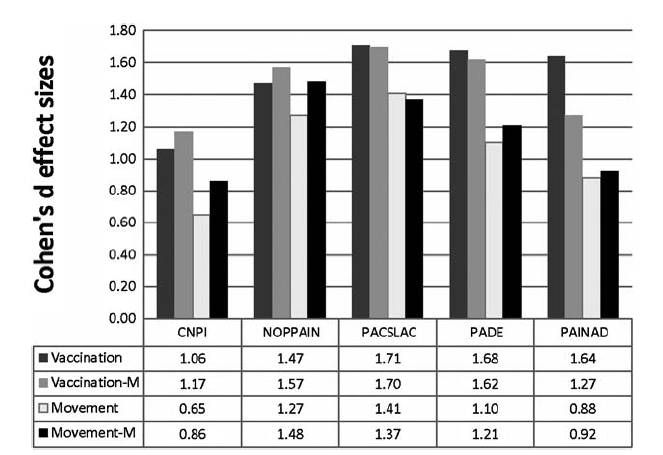 Cohen's d effect sizes
1.80
1.60
1.40
1.20
1.00
0.80
0.60
0.40
0.20
0.00
CNPI NOPPAIN PACSLAC PADE PAINAD
Vaccination 1.06 1.47 1.71 1.68 1.64
Vaccination-M 1.17 1.57 1.70 1.62 1.27
Movement 0.65 1.27 1.41 1.10 0.88
Movement-M 0.86 1.48 1.37 1.21 0.92